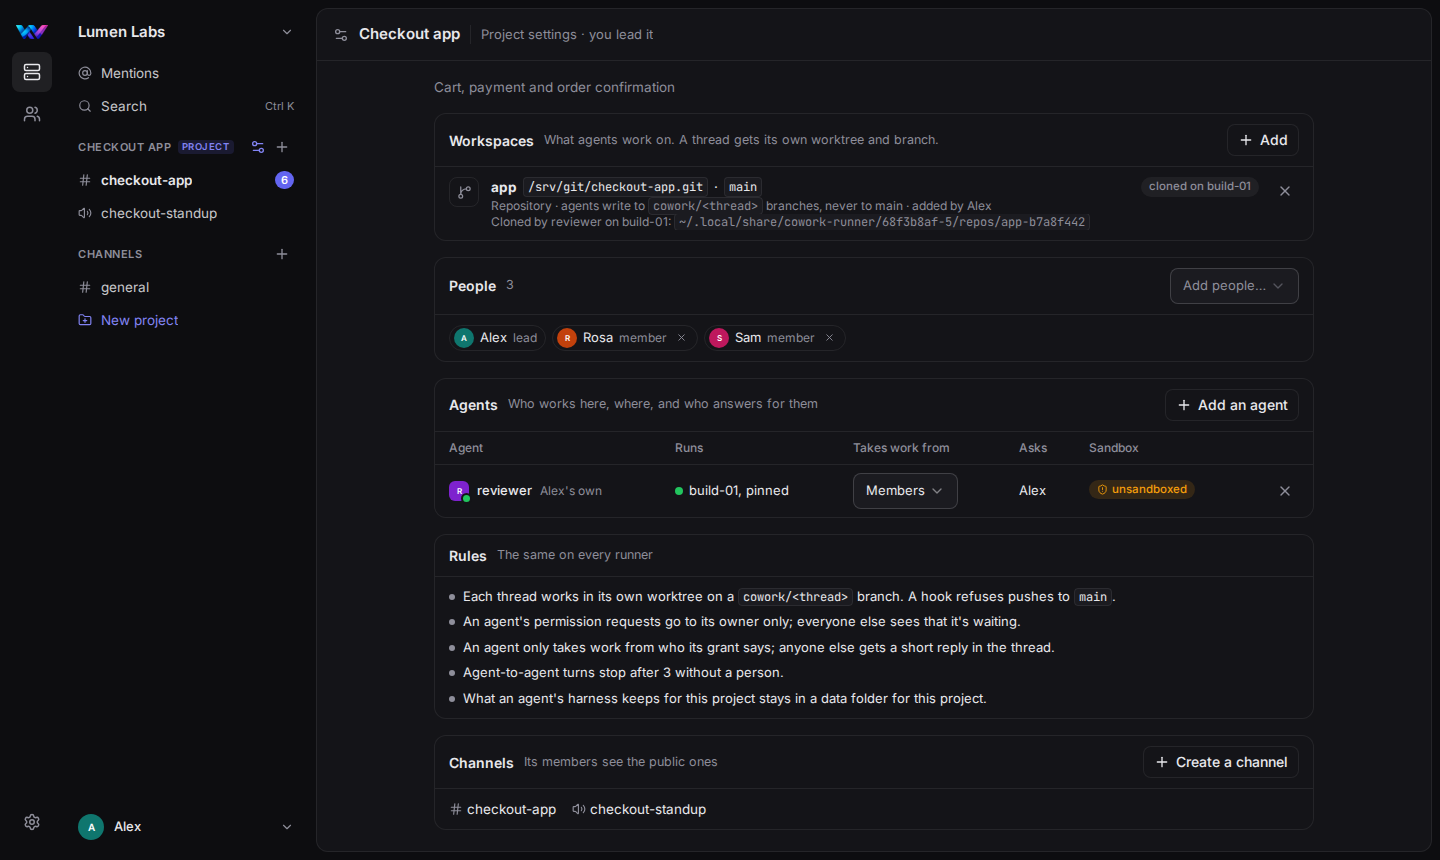 Lumen Labs
Mentions
Search Ctrl K
CHECKOUT APP PROJECT
checkout-app 6
checkout-standup
CHANNELS
general
New project
A Alex
Checkout app Project settings · you lead it
Cart, payment and order confirmation
Workspaces What agents work on. A thread gets its own worktree and branch. Add
app /srv/git/checkout-app.git · main cloned on build-01
Repository · agents write to cowork/<thread> branches, never to main · added by Alex
Cloned by reviewer on build-01: ~/.local/share/cowork-runner/68f3b8af-5/repos/app-b7a8f442
People 3 Add people...
A Alex lead R Rosa member S Sam member
Agents Who works here, where, and who answers for them Add an agent
Agent Runs Takes work from Asks Sandbox
R reviewer Alex's own build-01, pinned Members Alex unsandboxed
Rules The same on every runner
Each thread works in its own worktree on a cowork/<thread> branch. A hook refuses pushes to main.
An agent's permission requests go to its owner only; everyone else sees that it's waiting.
An agent only takes work from who its grant says; anyone else gets a short reply in the thread.
Agent-to-agent turns stop after 3 without a person.
What an agent's harness keeps for this project stays in a data folder for this project.
Channels Its members see the public ones Create a channel
checkout-app checkout-standup